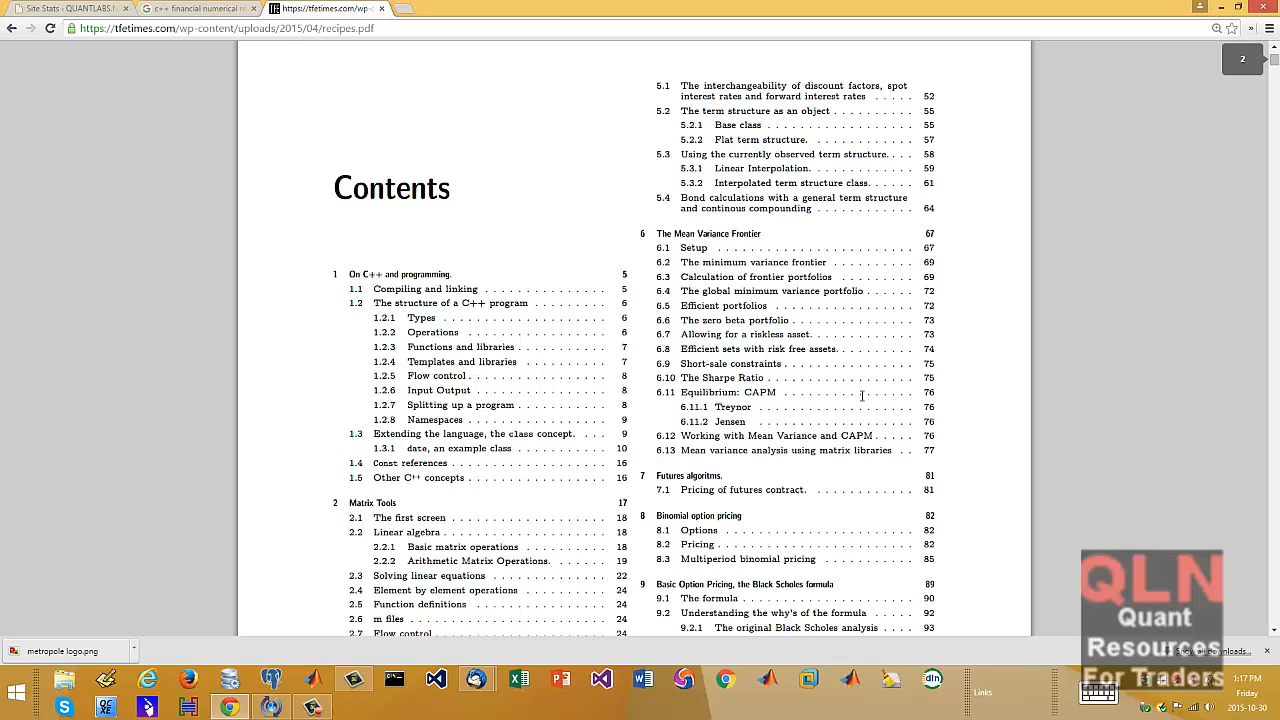 Site Stats ‹ QUANTLABS.N
c++ financial numerical re
https://tfetimes.com/wp-c
https://tfetimes.com/wp-content/uploads/2015/04/recipes.pdf
2
Contents
1 On C++ and programming. 5
1.1 Compiling and linking . . . . . . . . . . . . . . . 5
1.2 The structure of a C++ program . . . . . . . . . 6
1.2.1 Types . . . . . . . . . . . . . . . . . . 6
1.2.2 Operations . . . . . . . . . . . . . . . 6
1.2.3 Functions and libraries . . . . . . . . . 7
1.2.4 Templates and libraries . . . . . . . . . 7
1.2.5 Flow control . . . . . . . . . . . . . . . 8
1.2.6 Input Output . . . . . . . . . . . . . . 8
1.2.7 Splitting up a program . . . . . . . . . 8
1.2.8 Namespaces . . . . . . . . . . . . . . . 9
1.3 Extending the language, the class concept. . . . . 9
1.3.1 date, an example class . . . . . . . . . 10
1.4 Const references . . . . . . . . . . . . . . . . . 16
1.5 Other C++ concepts . . . . . . . . . . . . . . . . 16
2 Matrix Tools 17
2.1 The first screen . . . . . . . . . . . . . . . . . 18
2.2 Linear algebra . . . . . . . . . . . . . . . . . . 18
2.2.1 Basic matrix operations . . . . . . . . 18
2.2.2 Arithmetic Matrix Operations. . . . . . 19
2.3 Solving linear equations . . . . . . . . . . . . . 22
2.4 Element by element operations . . . . . . . . . . 24
2.5 Function definitions . . . . . . . . . . . . . . . 24
2.6 m files . . . . . . . . . . . . . . . . . . . . . . 24
2.7 Flow control . . . . . . . . . . . . . . . . . . . 24
5.1 The interchangeability of discount factors, spot
interest rates and forward interest rates . . . . . 52
5.2 The term structure as an object . . . . . . . . . . 55
5.2.1 Base class . . . . . . . . . . . . . . . . 55
5.2.2 Flat term structure. . . . . . . . . . . . 57
5.3 Using the currently observed term structure. . . . 58
5.3.1 Linear Interpolation. . . . . . . . . . . 59
5.3.2 Interpolated term structure class. . . . . 61
5.4 Bond calculations with a general term structure
and continous compounding . . . . . . . . . . . 64
6 The Mean Variance Frontier 67
6.1 Setup . . . . . . . . . . . . . . . . . . . . . . 67
6.2 The minimum variance frontier . . . . . . . . . 69
6.3 Calculation of frontier portfolios . . . . . . . . 69
6.4 The global minimum variance portfolio . . . . . . 72
6.5 Efficient portfolios . . . . . . . . . . . . . . . 72
6.6 The zero beta portfolio . . . . . . . . . . . . . 73
6.7 Allowing for a riskless asset. . . . . . . . . . . 73
6.8 Efficient sets with risk free assets. . . . . . . . 74
6.9 Short-sale constraints . . . . . . . . . . . . . . 75
6.10 The Sharpe Ratio . . . . . . . . . . . . . . . . 75
6.11 Equilibrium: CAPM . . . . . . . . . . . . . . . 76
6.11.1 Treynor . . . . . . . . . . . . . . . . 76
6.11.2 Jensen . . . . . . . . . . . . . . . . . 76
6.12 Working with Mean Variance and CAPM . . . . . 76
6.13 Mean variance analysis using matrix libraries . . 77
7 Futures algoritms. 81
7.1 Pricing of futures contract. . . . . . . . . . . . 81
8 Binomial option pricing 82
8.1 Options . . . . . . . . . . . . . . . . . . . . . 82
8.2 Pricing . . . . . . . . . . . . . . . . . . . . . 82
8.3 Multiperiod binomial pricing . . . . . . . . . . . 85
9 Basic Option Pricing, the Black Scholes formula 89
9.1 The formula . . . . . . . . . . . . . . . . . . . 90
9.2 Understanding the why's of the formula . . . . . 92
9.2.1 The original Black Scholes analysis . . . . 93
QLN
Quant
Resources
For Traders
metropole logo.png
Show all downloads...
Links
1:17 PM
Friday
2015-10-30